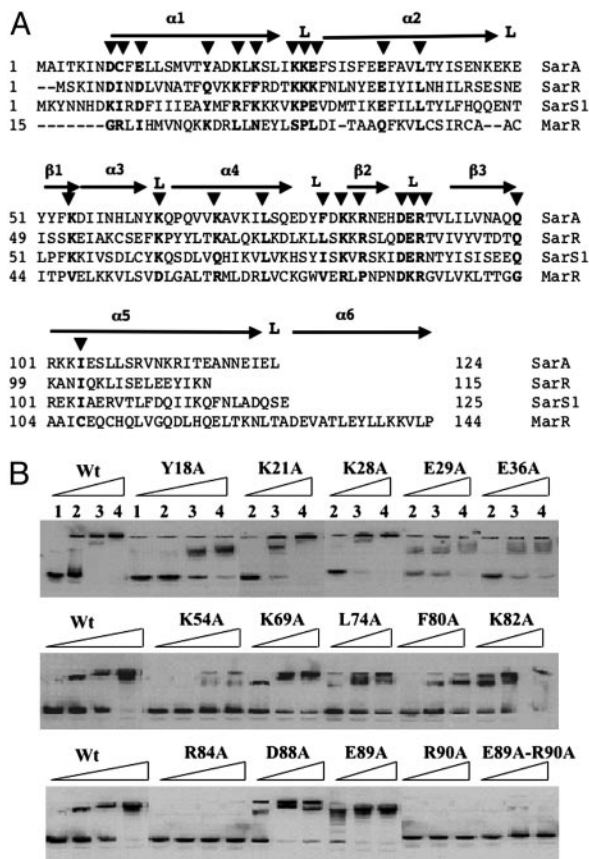 A
α1 L α2 L
1 MAITKINDCFELLSMVTYADKLKSLIKKEFSISFEEFAVLTYISENKEKE SarA
1 --MSKINDINDLVNATFQVKKFFRDTKKKFNLNYEEIYILNHILRSESNE SarR
1 MKYNNHDKIRDFIIIEAYMFRFKKKVKPEVDMTIKEFILLTYLFHQQENT SarS1
15 -------GRLIHMVNQKKDRLLNEYLSPLDI-TAAQFKVLCSIRCA--AC MarR
β1 α3 L α4 L β2 L β3
51 YYFKDIINHLNYKQPQVVKAVKILSQEDYFDKKRNEHDERTVLILVNAQQ SarA
49 ISSKEIAKCSEFKPYYLTKALQKLKDLKLLSKKRSLQDERTVIVYVTDTQ SarR
51 LPFKKIVSDLCYKQSDLVQHIKVLVKHSYISKVRSKIDERNTYISISEEQ SarS1
44 ITPVELKKVLSVDLGALTRMLDRLVCKGWVERLPNPNDKRGVLVKLTTGG MarR
α5 L α6
101 RKKIESLLSRVNKRITEANNEIEL 124 SarA
99 KANIQKLISELEEYIKN 115 SarR
101 REKIAERVTLFDQIIKQFNLADQSE 125 SarS1
104 AAICEQCHQLVGQDLHQELTKNLTADEVATLEYLLKKVLP 144 MarR
B
Wt Y18A K21A K28A E29A E36A
1 2 3 4 1 2 3 4 2 3 4 2 3 4 2 3 4 2 3 4
Wt K54A K69A L74A F80A K82A
Wt R84A D88A E89A R90A E89A-R90A